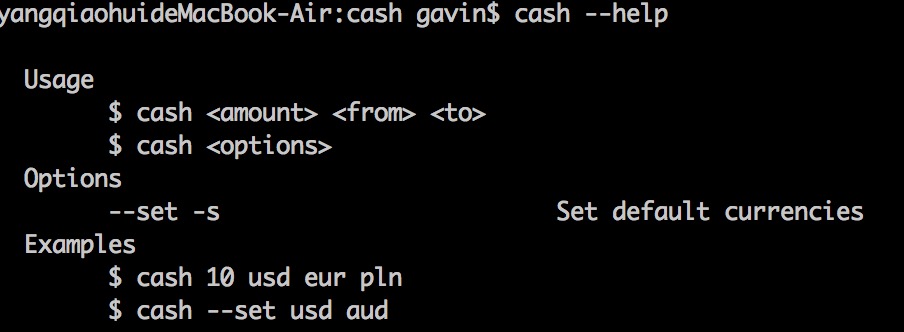 yangqiaohuideMacBook-Air:cash gavin$ cash --help
Usage
$ cash <amount> <from> <to>
$ cash <options>
Options
--set -s Set default currencies
Examples
$ cash 10 usd eur pln
$ cash --set usd aud